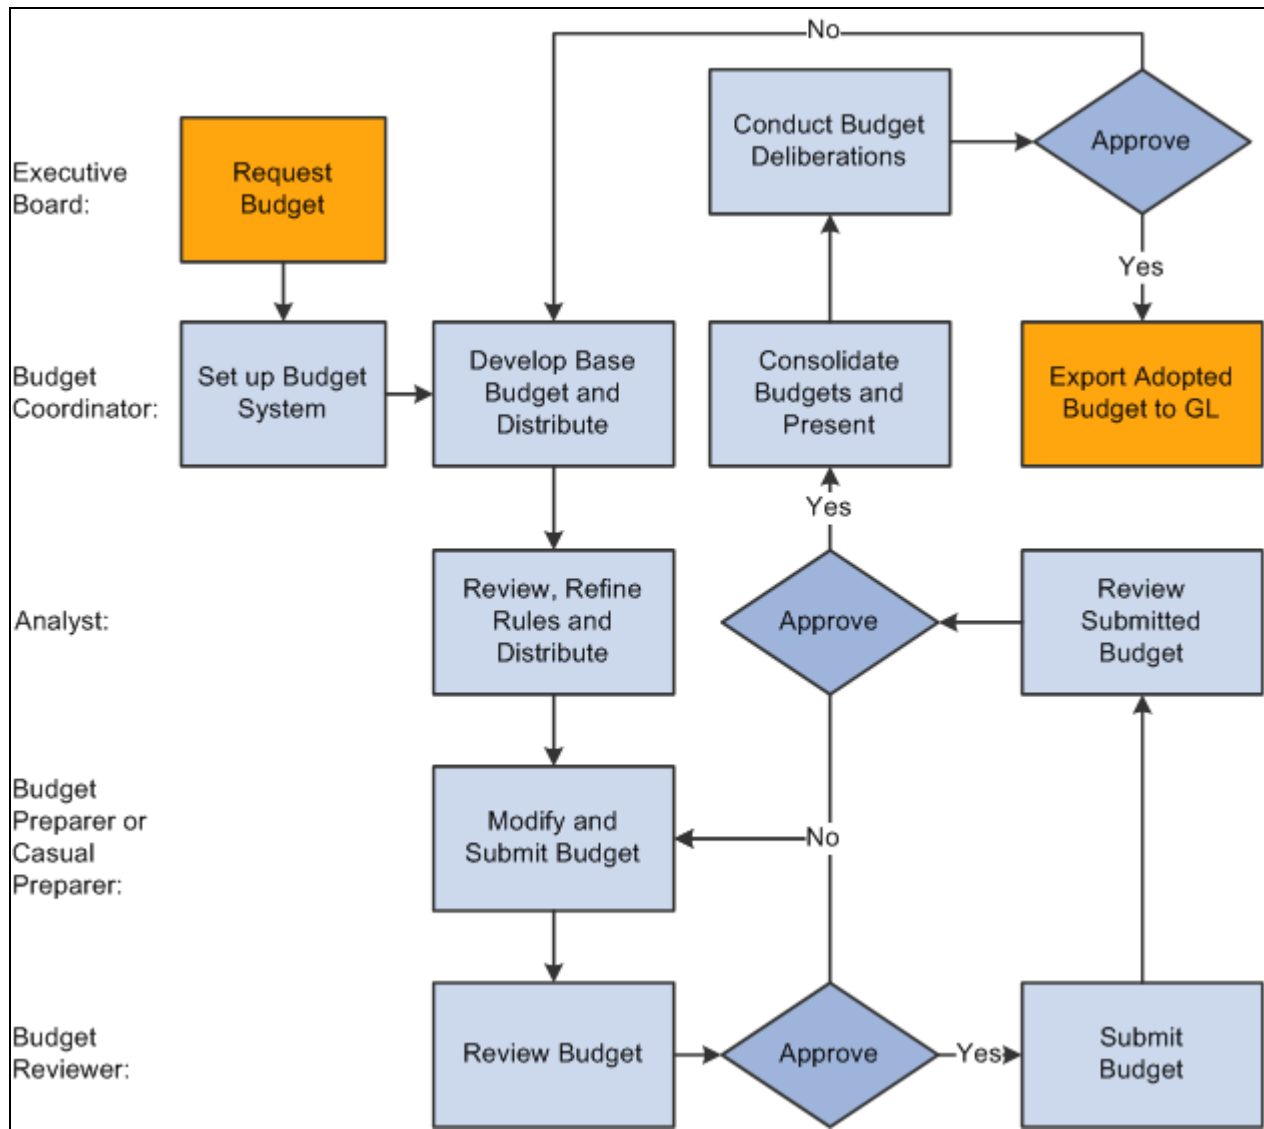 No
Executive
Board:
Request
Budget
Conduct Budget
Deliberations
Approve
Yes
Budget
Coordinator:
Set up Budget
System
Develop Base
Budget and
Distribute
Consolidate
Budgets and
Present
Export Adopted
Budget to GL
Yes
Analyst:
Review, Refine
Rules and
Distribute
Approve
Review
Submitted
Budget
Budget
Preparer or
Casual
Preparer:
Modify and
Submit Budget
No
Budget
Reviewer:
Review Budget
Approve
Yes
Submit
Budget